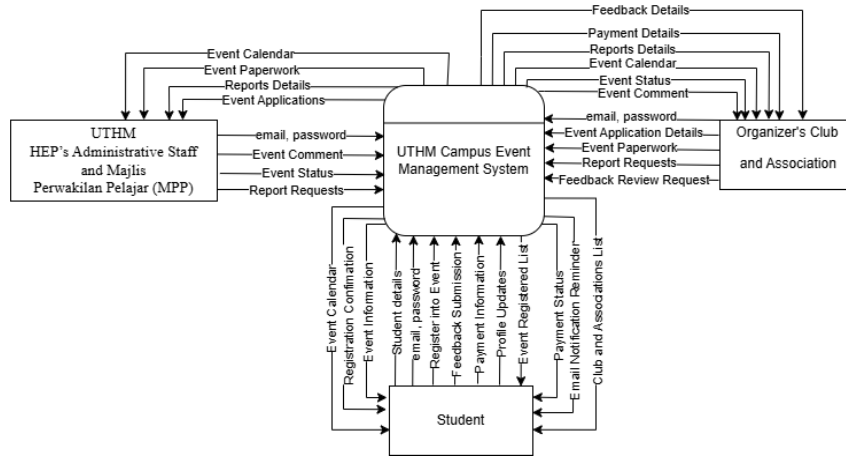 Feedback Details
Payment Details
Reports Details
Event Calendar
Event Status
Event Comment
Event Calendar
Event Paperwork
Reports Details
Event Applications
UTHM
HEP's Administrative Staff
and Majlis
Perwakilan Pelajar (MPP)
email, password
Event Comment
Event Status
Report Requests
UTHM Campus Event
Management System
email, password
Event Application Details
Event Paperwork
Report Requests
Feedback Review Request
Organizer's Club
and Association
Event Calendar
Registration Confimation
Event Information
Student details
email, password
Register into Event
Feedback Submission
Payment Information
Profile Updates
Event Registered List
Payment Status
Email Notification Reminder
Club and Associations List
Student